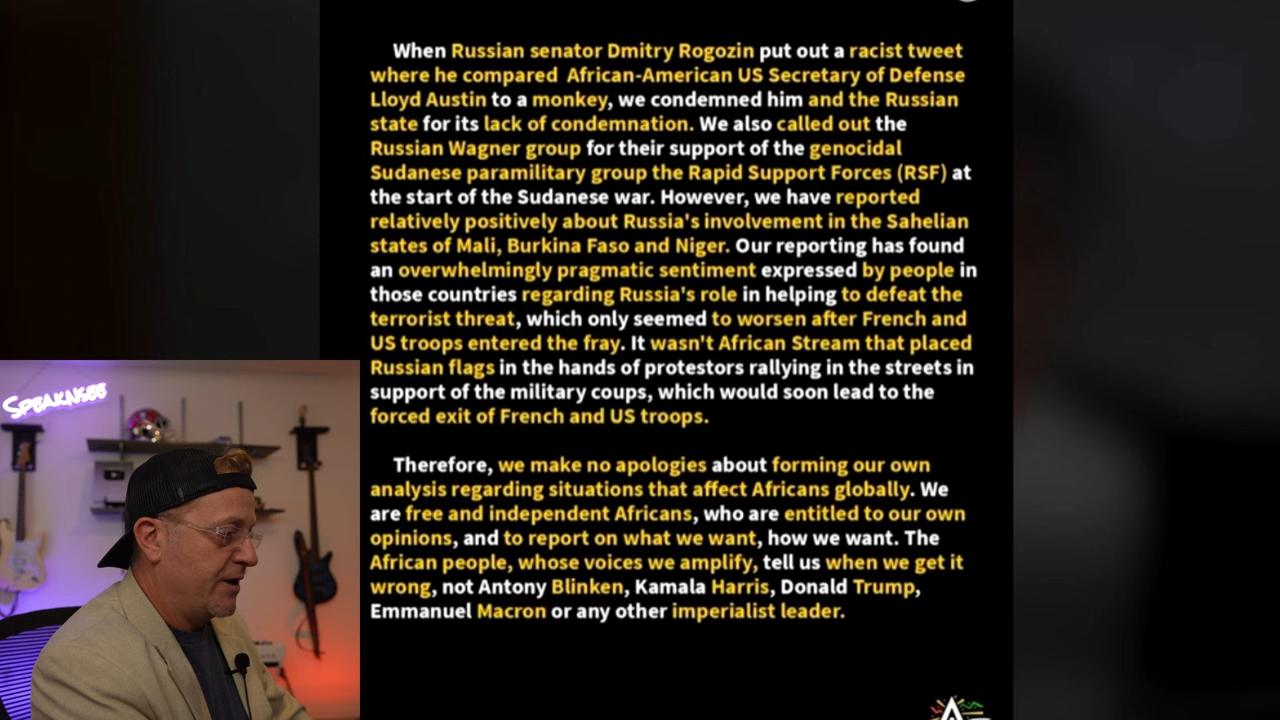 When Russian senator Dmitry Rogozin put out a racist tweet
where he compared African-American US Secretary of Defense
Lloyd Austin to a monkey, we condemned him and the Russian
state for its lack of condemnation. We also called out the
Russian Wagner group for their support of the genocidal
Sudanese paramilitary group the Rapid Support Forces (RSF) at
the start of the Sudanese war. However, we have reported
relatively positively about Russia's involvement in the Sahelian
states of Mali, Burkina Faso and Niger. Our reporting has found
an overwhelmingly pragmatic sentiment expressed by people in
those countries regarding Russia's role in helping to defeat the
terrorist threat, which only seemed to worsen after French and
US troops entered the fray. It wasn't African Stream that placed
Russian flags in the hands of protestors rallying in the streets in
support of the military coups, which would soon lead to the
forced exit of French and US troops.
Therefore, we make no apologies about forming our own
analysis regarding situations that affect Africans globally. We
are free and independent Africans, who are entitled to our own
opinions, and to report on what we want, how we want. The
African people, whose voices we amplify, tell us when we get it
wrong, not Antony Blinken, Kamala Harris, Donald Trump,
Emmanuel Macron or any other imperialist leader.
SPEAKNSEE